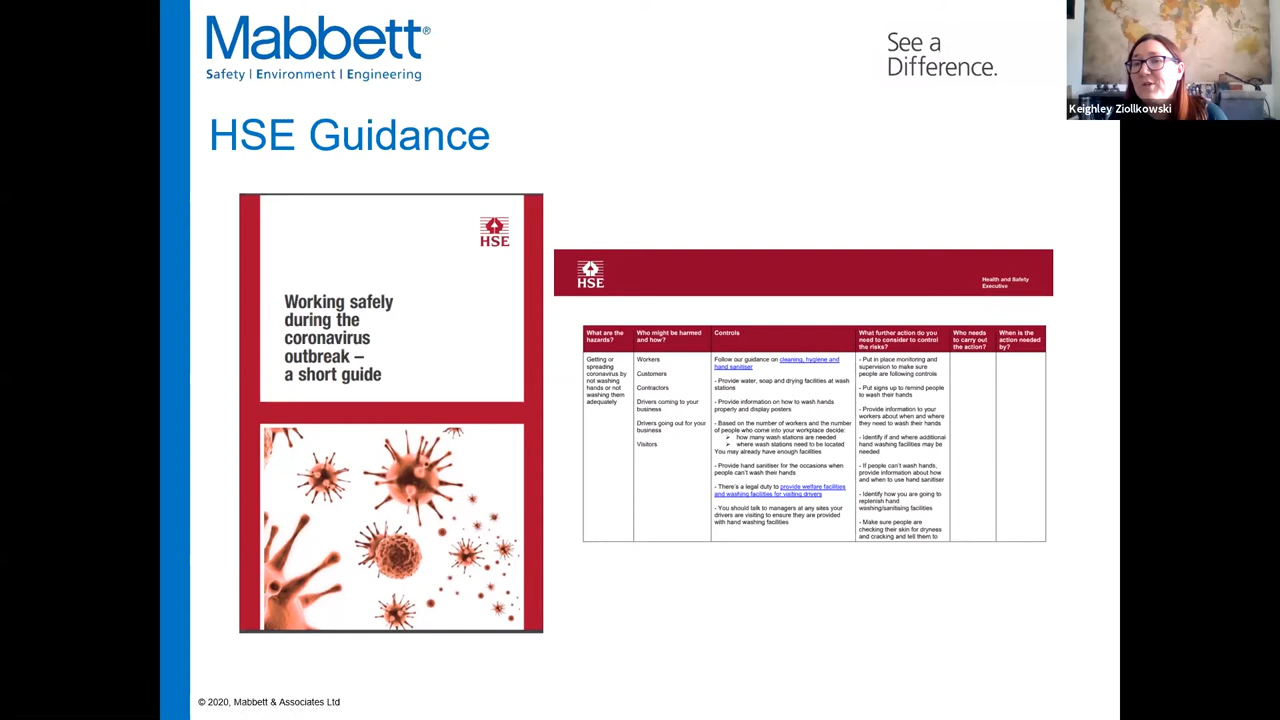 Mabbett®
Safety | Environment | Engineering
See a
Difference.
Keighley Ziollkowski
HSE Guidance
HSE
Working safely
during the
coronavirus
outbreak –
a short guide
HSE
Health and Safety
Executive
What are the
hazards?
Who might be harmed
and how?
Controls
What further action do you
need to consider to control
the risks?
Who needs
to carry out
the action?
When is the
action needed
by?
Getting or
spreading
coronavirus by
not washing
hands or not
washing them
adequately
Workers
Customers
Contractors
Drivers coming to your
business
Drivers going out for your
business
Visitors
Follow our guidance on cleaning, hygiene and
hand sanitiser
- Provide water, soap and drying facilities at wash
stations
- Provide information on how to wash hands
properly and display posters
- Based on the number of workers and the number
of people who come into your workplace decide:
➢ how many wash stations are needed
➢ where wash stations need to be located
You may already have enough facilities
- Provide hand sanitiser for the occasions when
people can't wash their hands
- There's a legal duty to provide welfare facilities
and washing facilities for visiting drivers
- You should talk to managers at any sites your
drivers are visiting to ensure they are provided
with hand washing facilities
- Put in place monitoring and
supervision to make sure
people are following controls
- Put signs up to remind people
to wash their hands
- Provide information to your
workers about when and where
they need to wash their hands
- Identify if and where additional
hand washing facilities may be
needed
- If people can't wash hands,
provide information about how
and when to use hand sanitiser
- Identify how you are going to
replenish hand
washing/sanitising facilities
- Make sure people are
checking their skin for dryness
and cracking and tell them to
© 2020, Mabbett & Associates Ltd